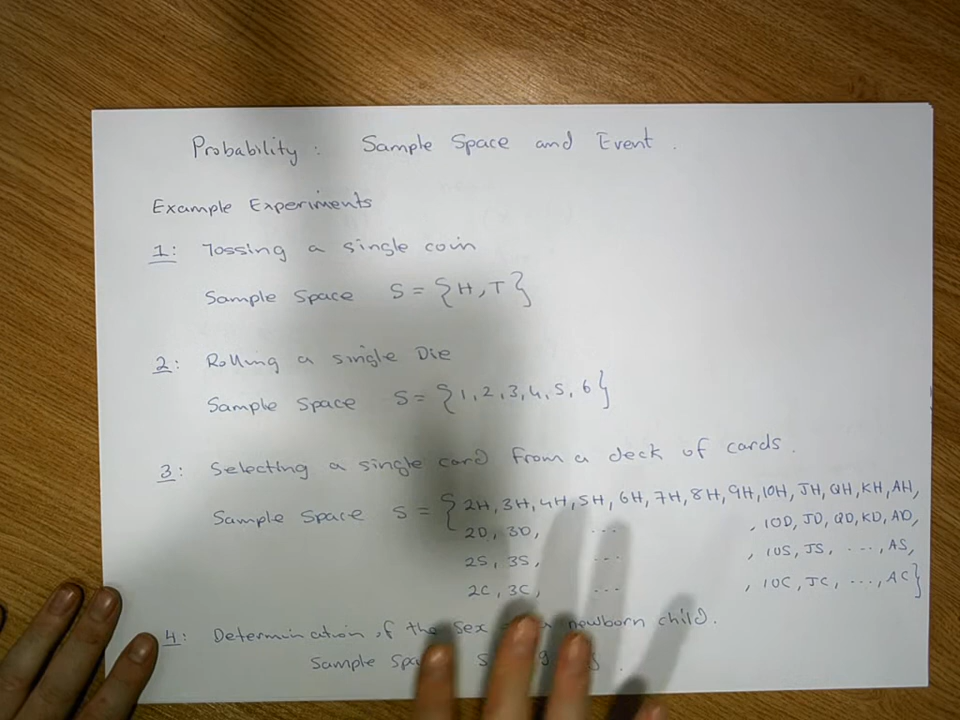 Probability : Sample Space and Event .
Example Experiments
1: Tossing a single coin
Sample Space S = {H, T}
2: Rolling a single Die
Sample Space S = {1, 2, 3, 4, 5, 6}
3: Selecting a single card from a deck of cards .
Sample Space S = {2H, 3H, 4H, 5H, 6H, 7H, 8H, 9H, 10H, JH, QH, KH, AH,
2D, 3D, ... , 10D, JD, QD, KD, AD,
2S, 3S, ... , 10S, JS, ..., AS,
2C, 3C, ... , 10C, JC, ..., AC}
4: Determination of the Sex newborn child.
Sample S